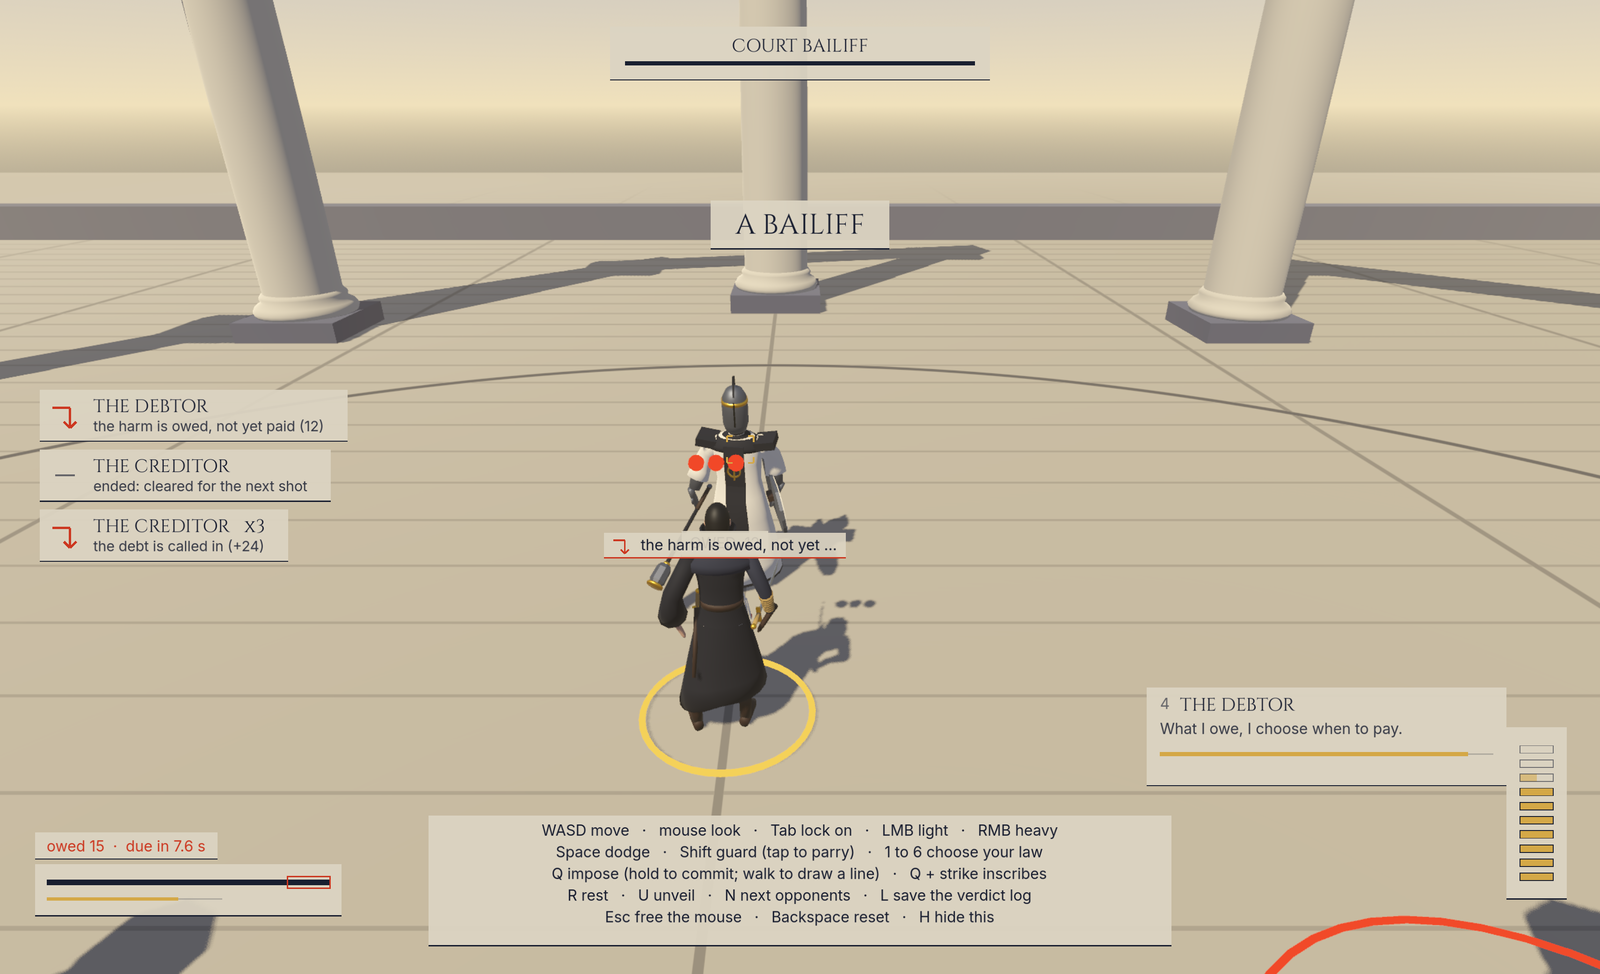 COURT BAILIFF
A BAILIFF
THE DEBTOR
the harm is owed, not yet paid (12)
THE CREDITOR
ended: cleared for the next shot
THE CREDITOR x3
the debt is called in (+24)
the harm is owed, not yet ...
4 THE DEBTOR
What I owe, I choose when to pay.
owed 15 · due in 7.6 s
WASD move · mouse look · Tab lock on · LMB light · RMB heavy
Space dodge · Shift guard (tap to parry) · 1 to 6 choose your law
Q impose (hold to commit; walk to draw a line) · Q + strike inscribes
R rest · U unveil · N next opponents · L save the verdict log
Esc free the mouse · Backspace reset · H hide this